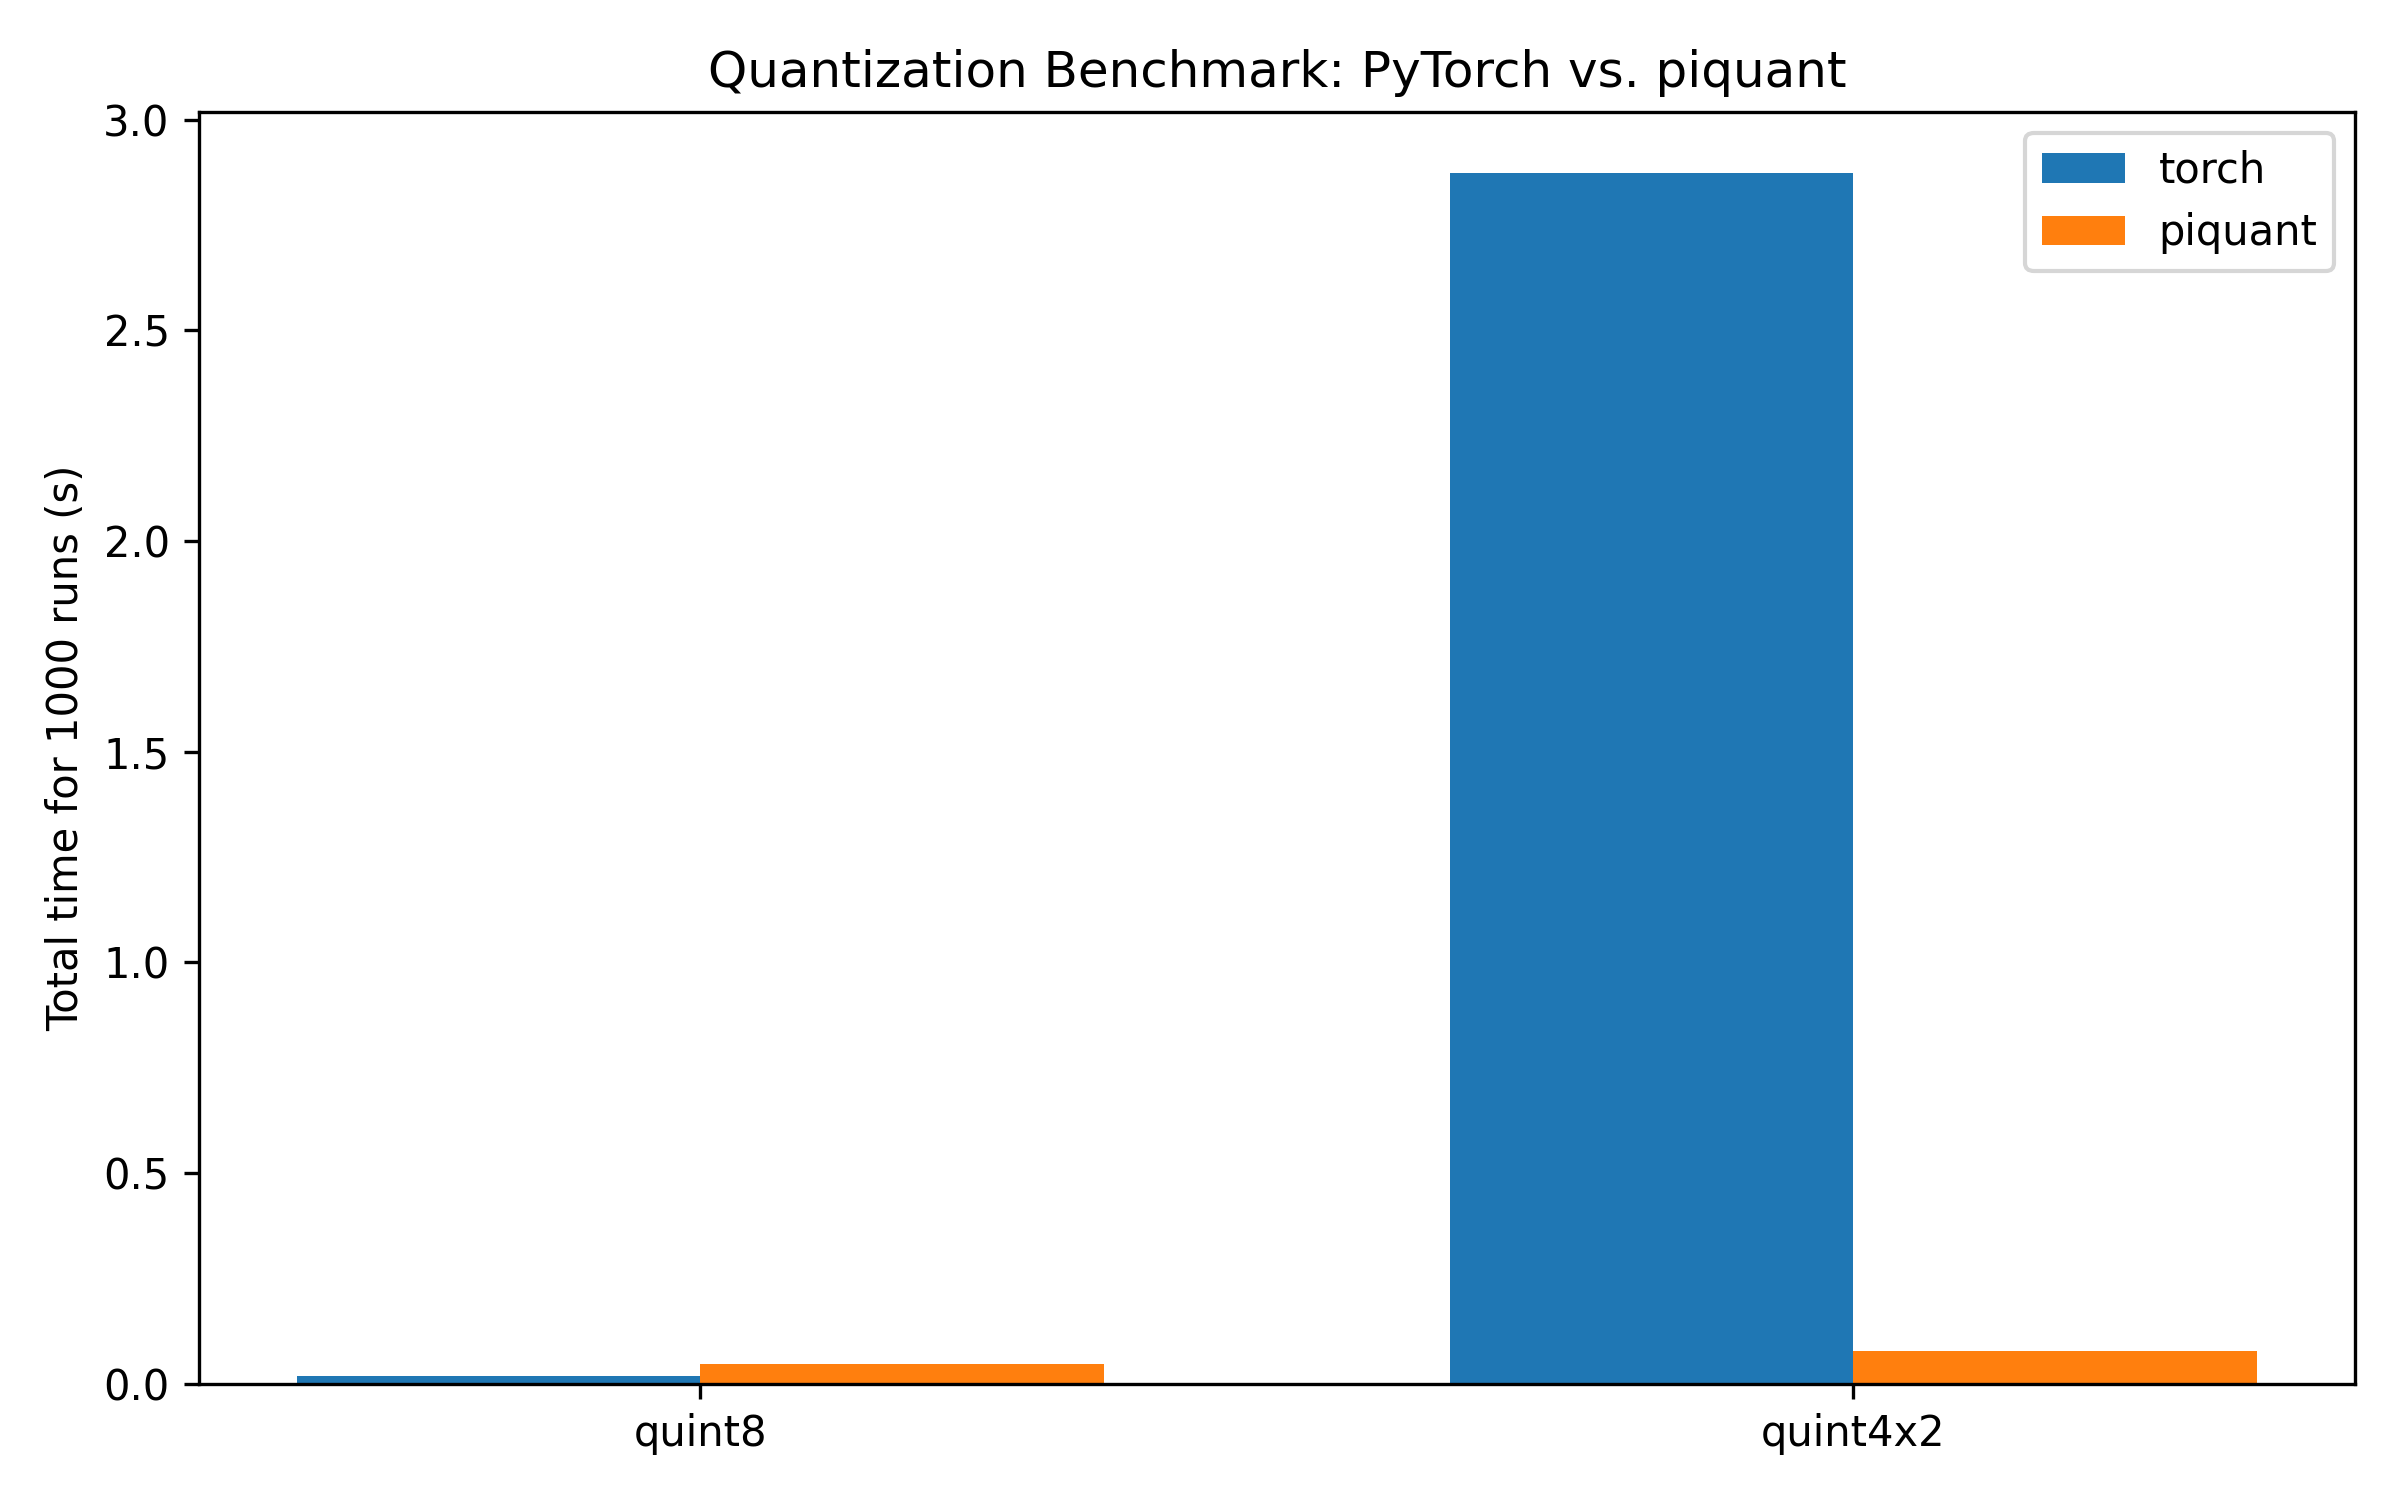 Quantization Benchmark: PyTorch vs. piquant
3.0
2.5
2.0
1.5
1.0
0.5
0.0
Total time for 1000 runs (s)
torch
piquant
quint8
quint4x2